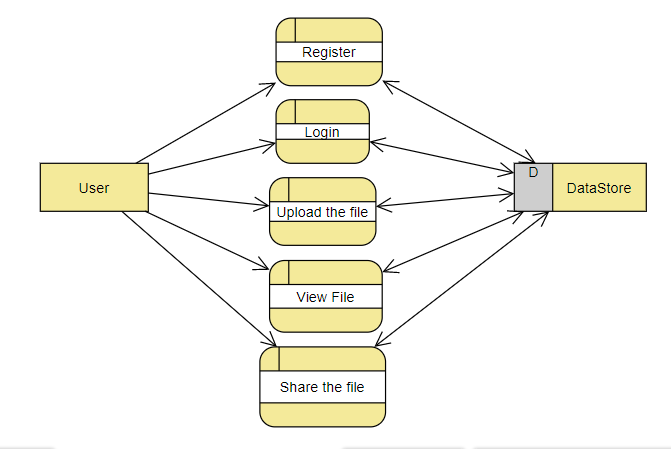 Register
Login
User
D
DataStore
Upload the file
View File
Share the file